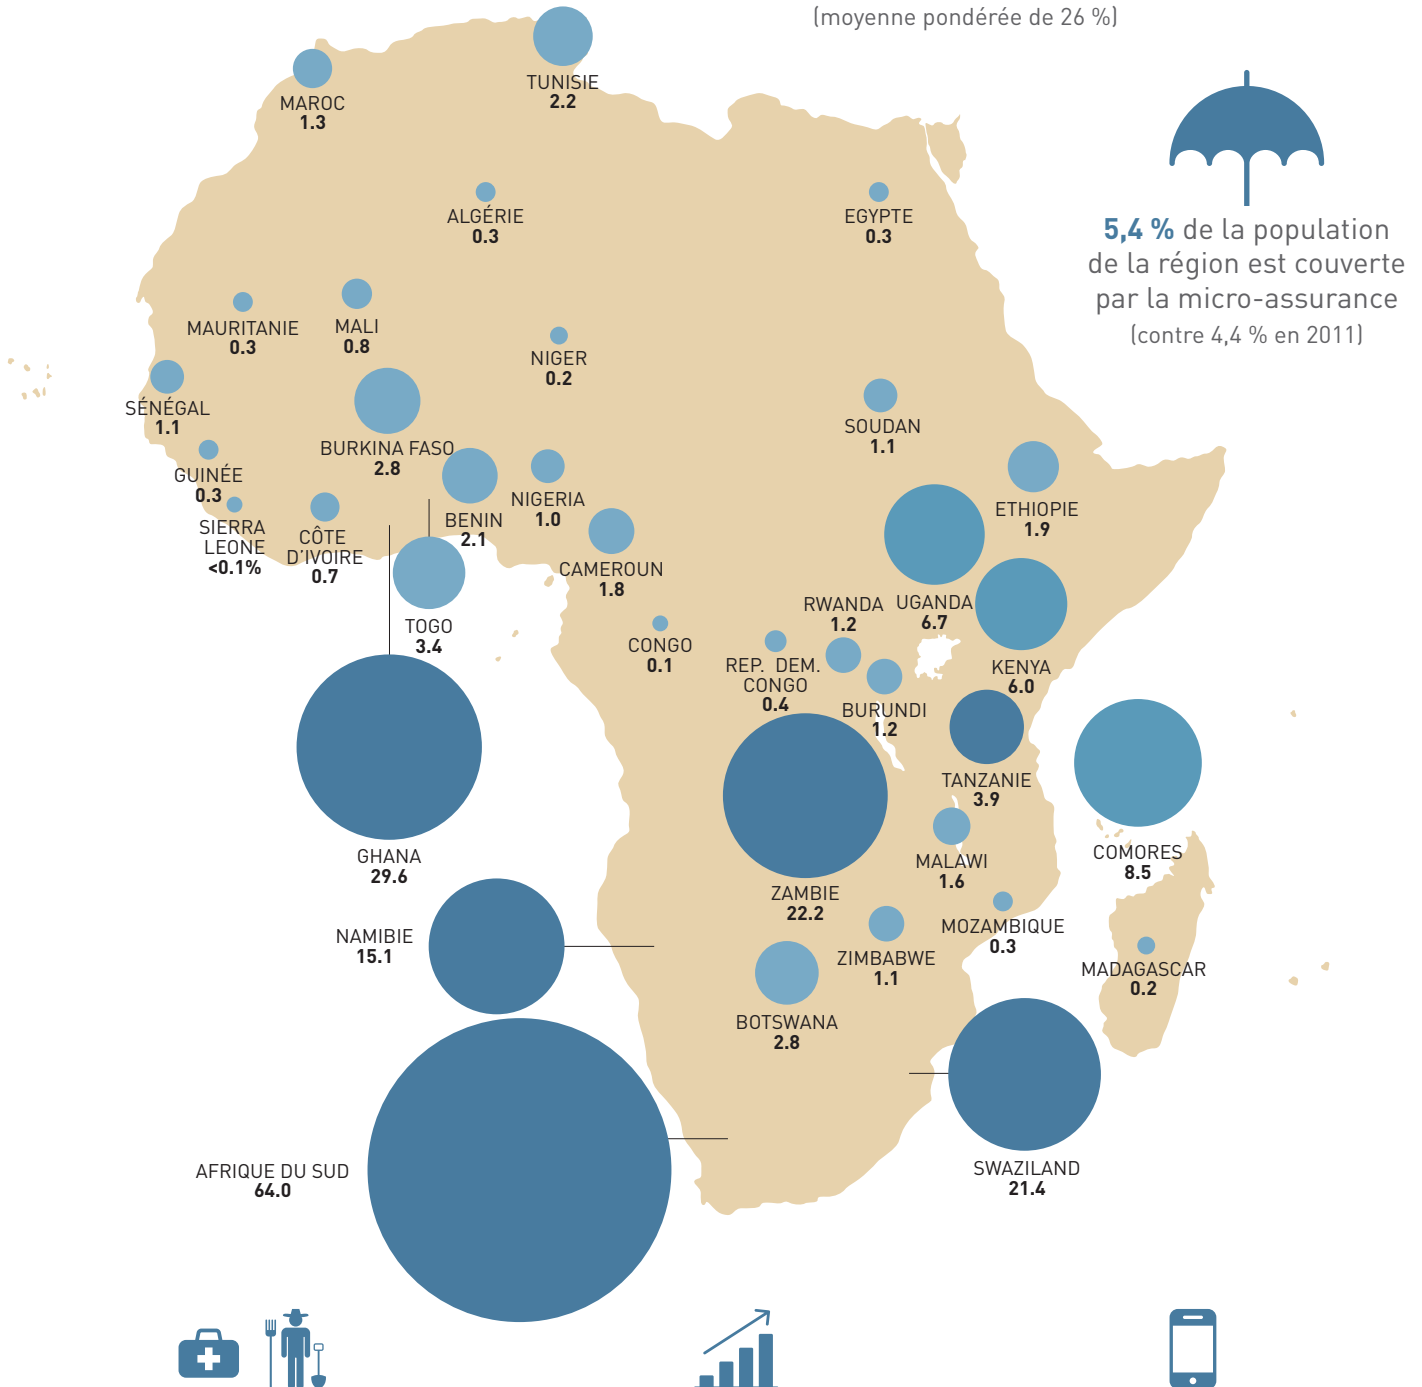 (moyenne pondérée de 26 %)
TUNISIE
2.2
MAROC
1.3
ALGÉRIE
0.3
EGYPTE
0.3
5,4 % de la population
de la région est couverte
par la micro-assurance
(contre 4,4 % en 2011)
MAURITANIE
0.3
MALI
0.8
NIGER
0.2
SÉNÉGAL
1.1
SOUDAN
1.1
BURKINA FASO
2.8
GUINÉE
0.3
NIGERIA
1.0
BENIN
2.1
ETHIOPIE
1.9
SIERRA
LEONE
<0.1%
CÔTE
D'IVOIRE
0.7
CAMEROUN
1.8
RWANDA
1.2
UGANDA
6.7
TOGO
3.4
CONGO
0.1
REP. DEM.
CONGO
0.4
KENYA
6.0
BURUNDI
1.2
TANZANIE
3.9
GHANA
29.6
MALAWI
1.6
COMORES
8.5
ZAMBIE
22.2
NAMIBIE
15.1
MOZAMBIQUE
0.3
ZIMBABWE
1.1
MADAGASCAR
0.2
BOTSWANA
2.8
AFRIQUE DU SUD
64.0
SWAZILAND
21.4